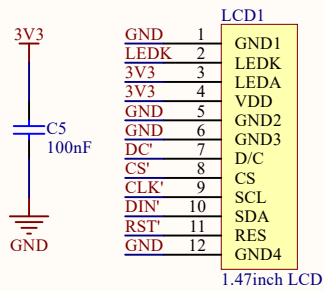 LCD1
3V3
C5
100nF
GND
GND 1 GND1
LEDK 2 LEDK
3V3 3 LEDA
3V3 4 VDD
GND 5 GND2
GND 6 GND3
DC' 7 D/C
CS' 8 CS
CLK' 9 SCL
DIN' 10 SDA
RST' 11 RES
GND 12 GND4
1.47inch LCD